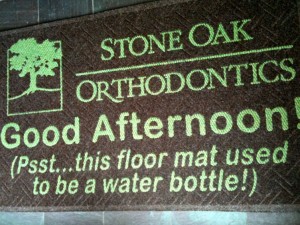 STONE OAK
ORTHODONTICS
Good Afternoon!
(Psst...this floor mat used
to be a water bottle!)